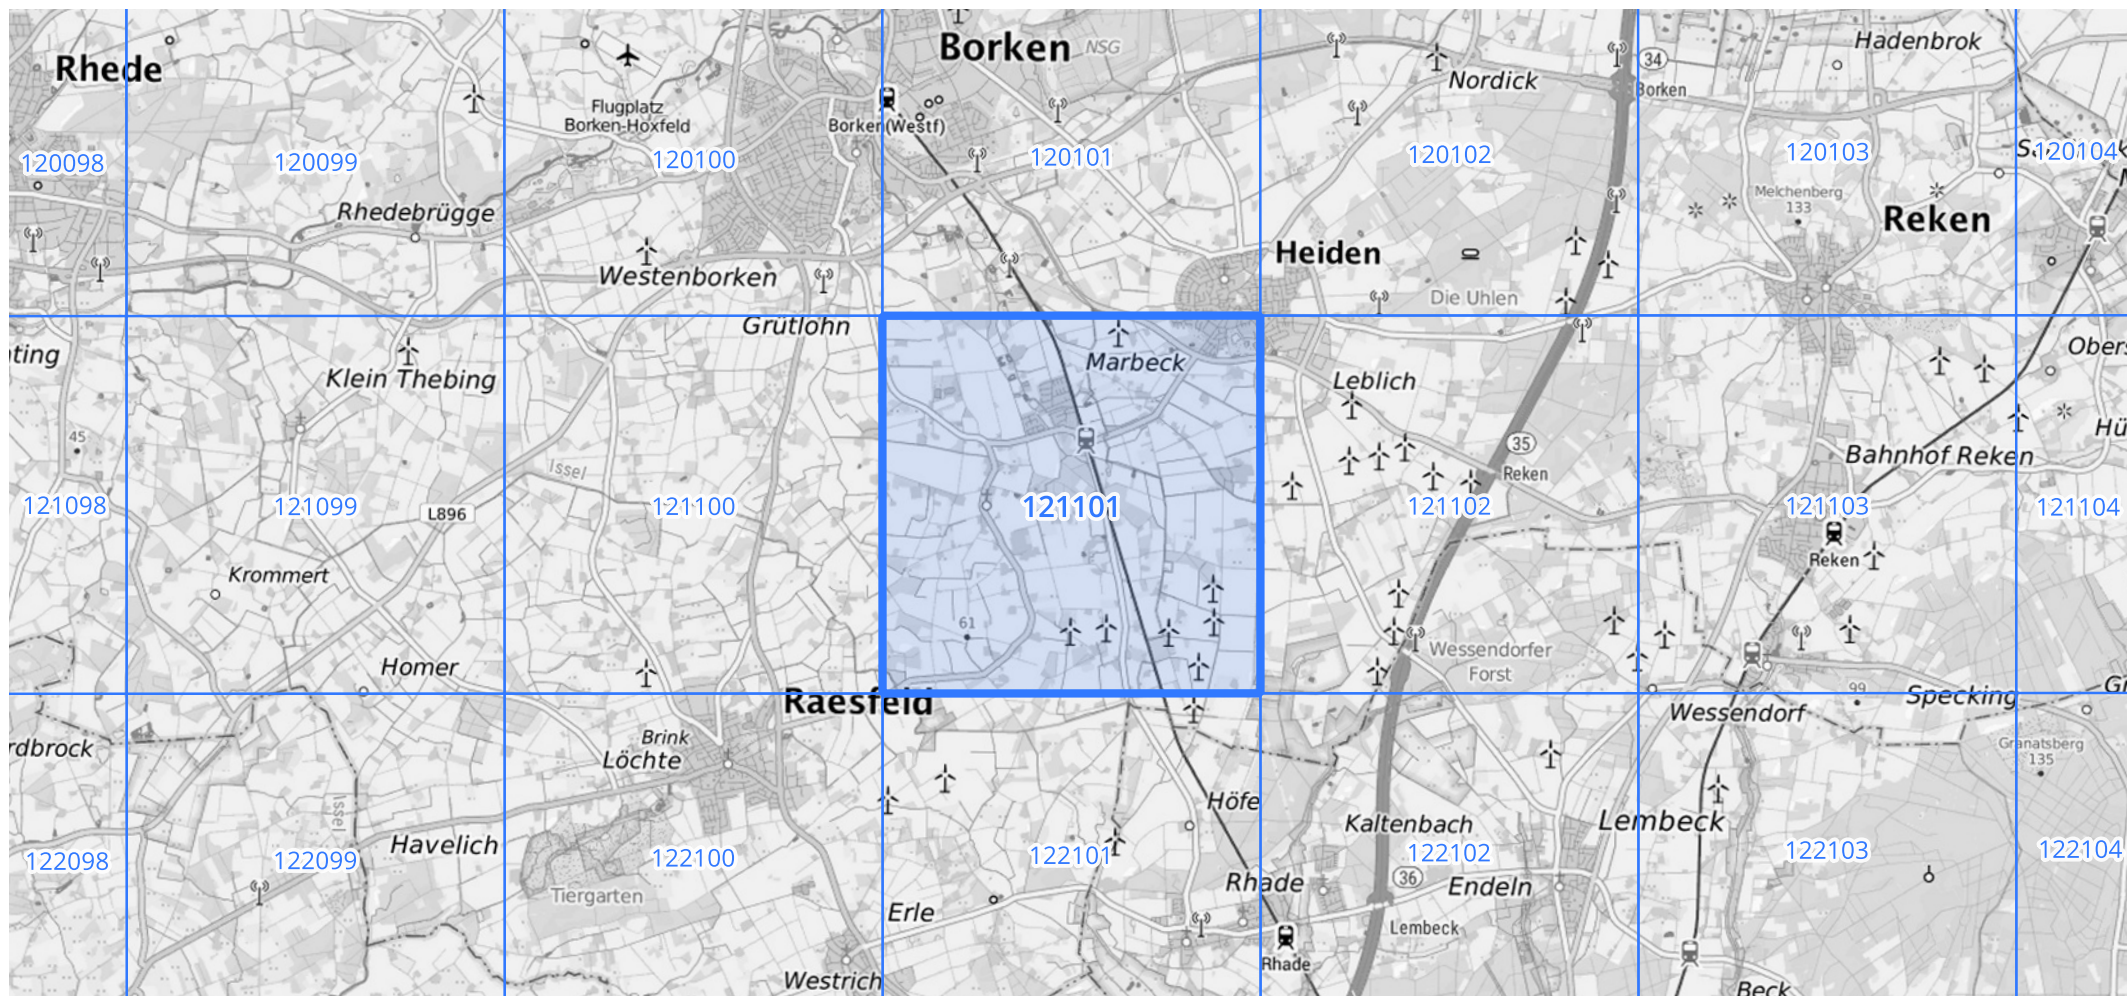 Rhede
Borken
NSG
Hadenbrok
34
Borken
Nordick
Flugplatz
Borken-Hoxfeld
Borken (Westf)
120098
120099
120100
120101
120102
120103
120104
Melchenberg
133
Reken
Rhedebrügge
Westenborken
Heiden
Die Uhlen
Grütlohn
Marbeck
Klein Thebing
Leblich
45
Issel
35
Reken
Bahnhof Reken
L896
121098
121099
121100
121101
121102
121103
121104
Reken
Krommert
61
Homer
Wessendorfer
Forst
99
Specking
Raesfeld
Wessendorf
rdbrock
Brink
Löchte
Granatsberg
135
Issel
Höfe
Kaltenbach
Lembeck
Havelich
122098
122099
122100
122101
122102
122103
122104
Tiergarten
Rhade
36
Endeln
Erle
Lembeck
Rhade
Westrich
Beck